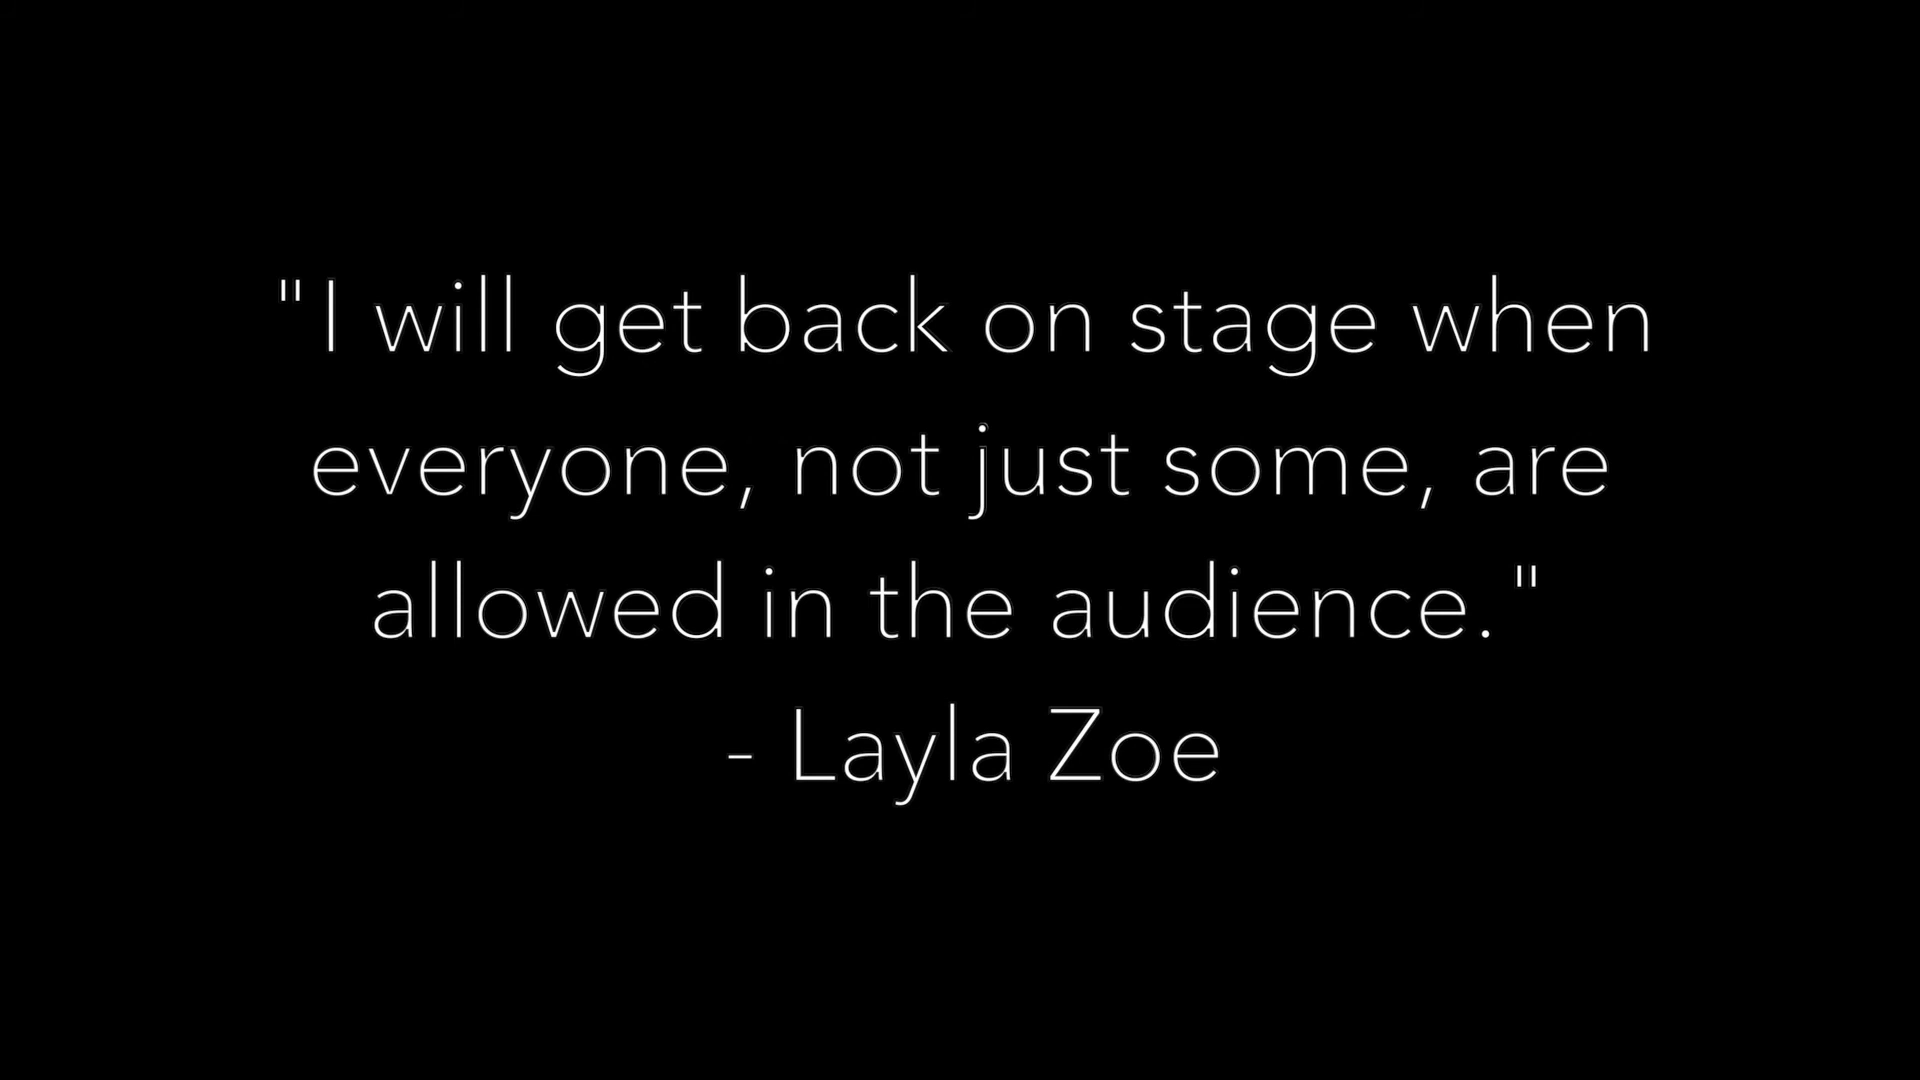 "I will get back on stage when
everyone, not just some, are
allowed in the audience."
- Layla Zoe